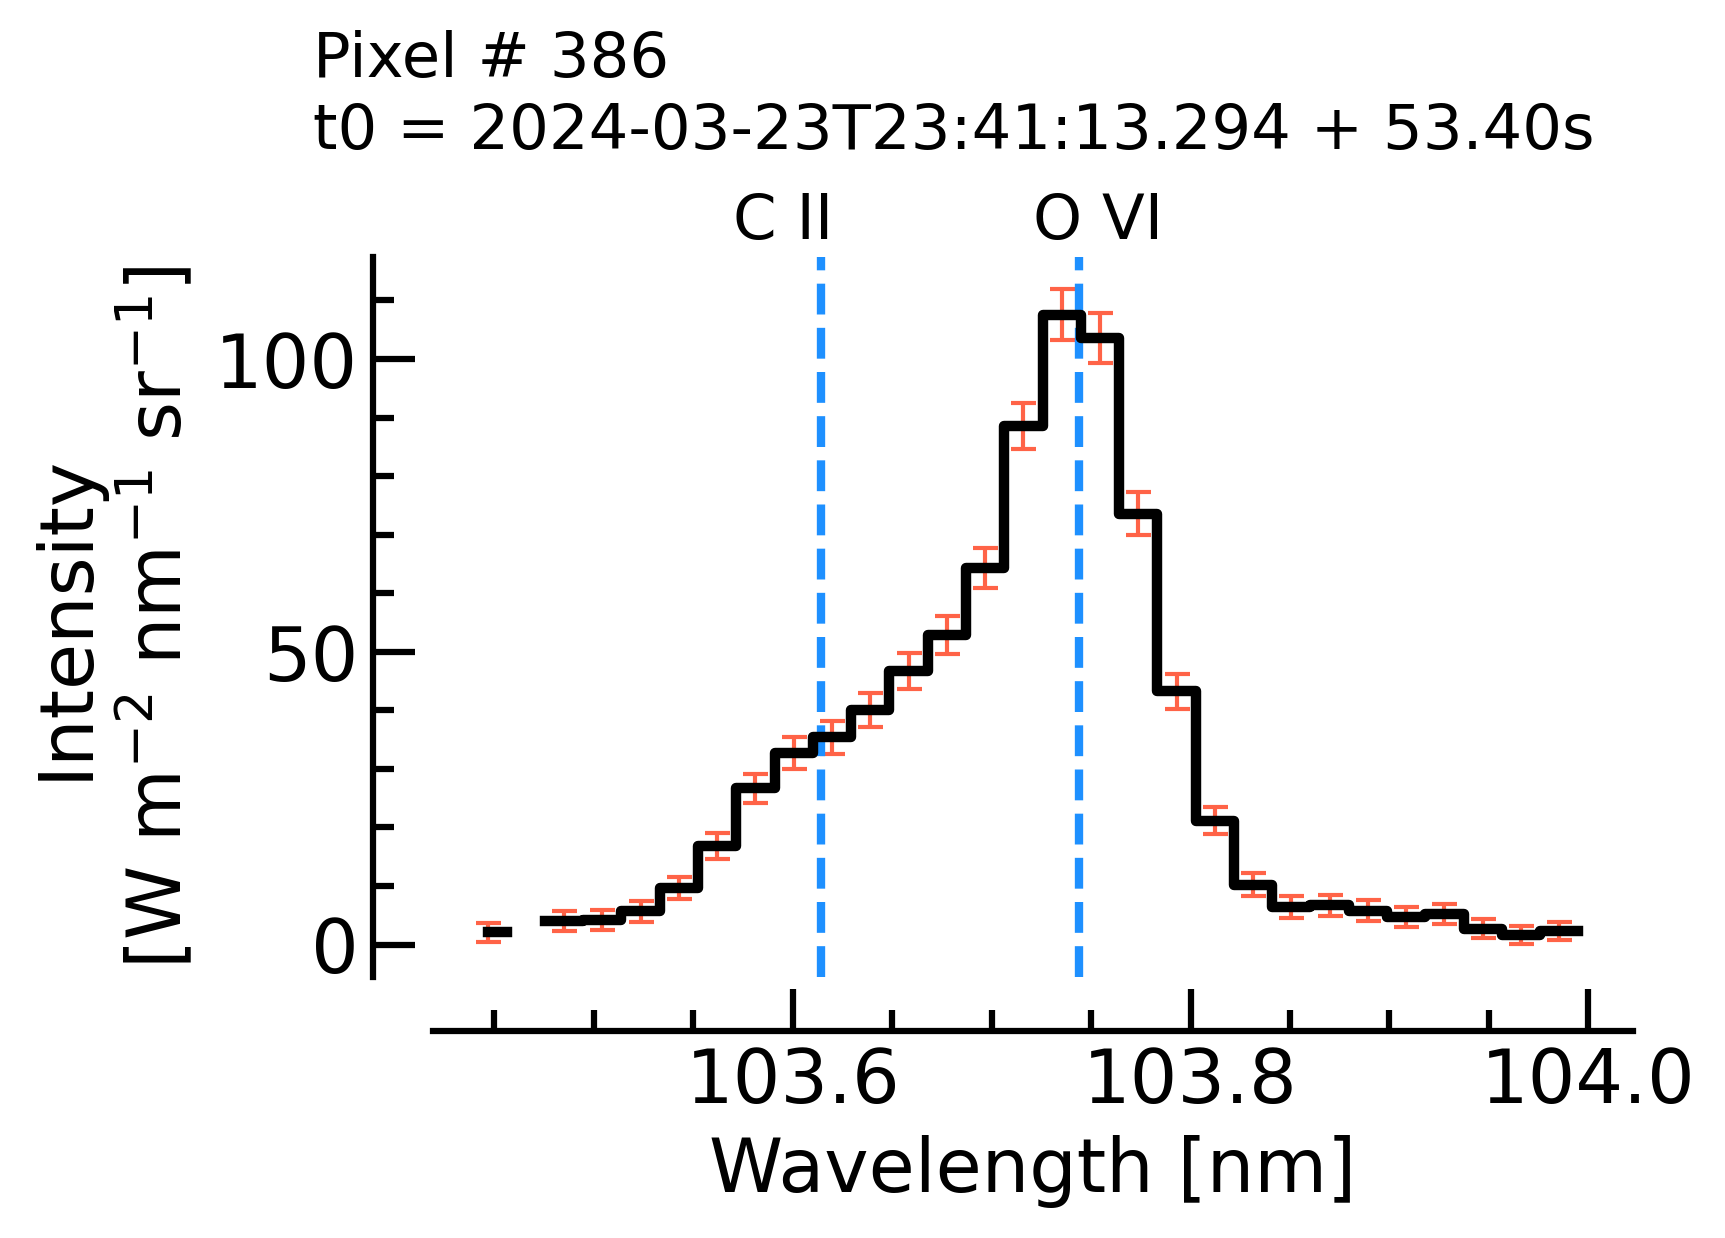 Pixel # 386
t0 = 2024-03-23T23:41:13.294 + 53.40s
C II O VI
Intensity
[W m⁻² nm⁻¹ sr⁻¹]
100
50
0
103.6 103.8 104.0
Wavelength [nm]